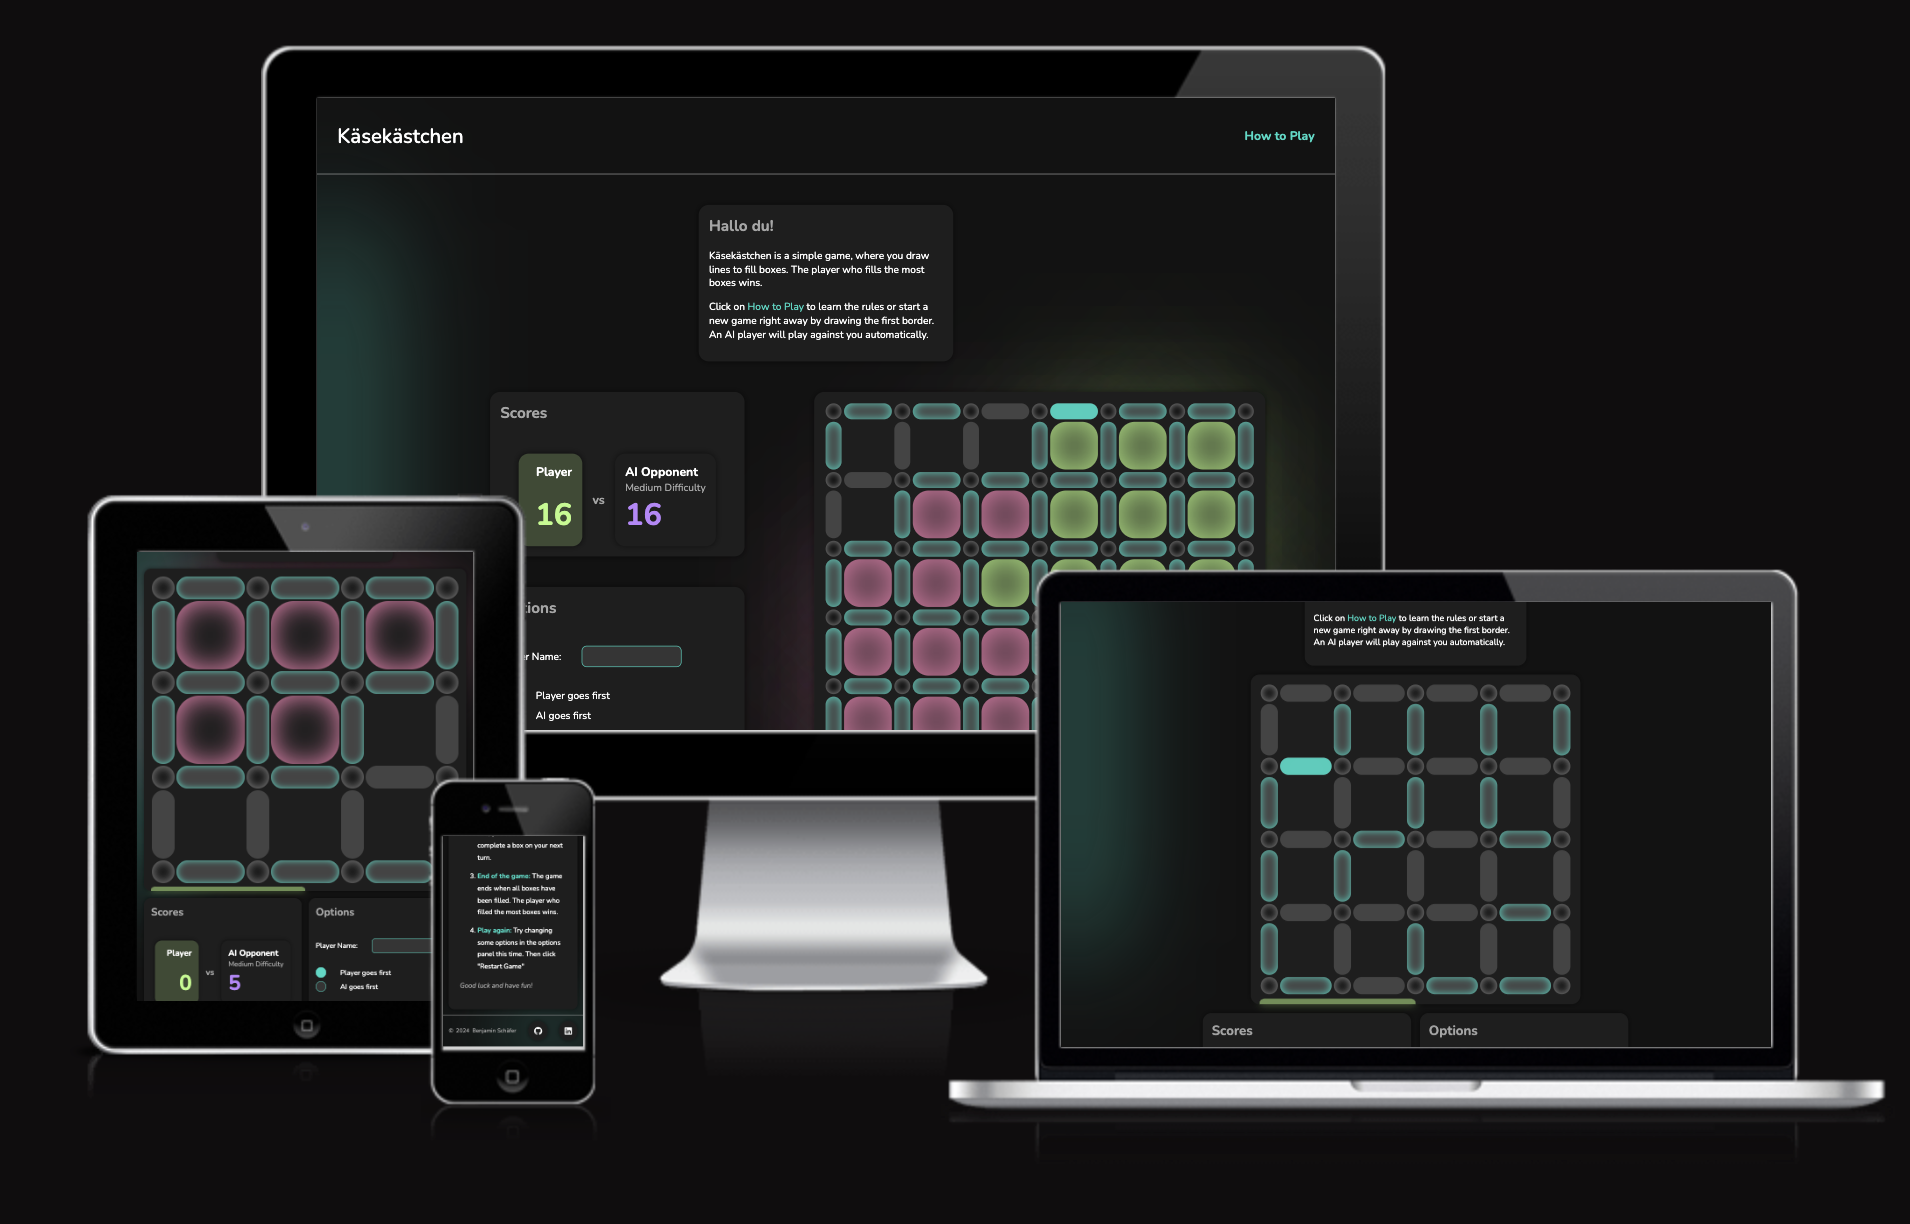 Käsekästchen
How to Play
Hallo du!
Käsekästchen is a simple game, where you draw
lines to fill boxes. The player who fills the most
boxes wins.
Click on How to Play to learn the rules or start a
new game right away by drawing the first border.
An AI player will play against you automatically.
Scores
Player
16
vs
AI Opponent
Medium Difficulty
16
tions
r Name:
Player goes first
AI goes first
Scores
Player
0
vs
AI Opponent
Medium Difficulty
5
Options
Player Name:
Player goes first
AI goes first
complete a box on your next
turn.
3. End of the game: The game
ends when all boxes have
been filled. The player who
filled the most boxes wins.
4. Play again: Try changing
some options in the options
panel this time. Then click
"Restart Game"
Good luck and have fun!
© 2024 Benjamin Schäfer
Click on How to Play to learn the rules or start a
new game right away by drawing the first border.
An AI player will play against you automatically.
Scores
Options